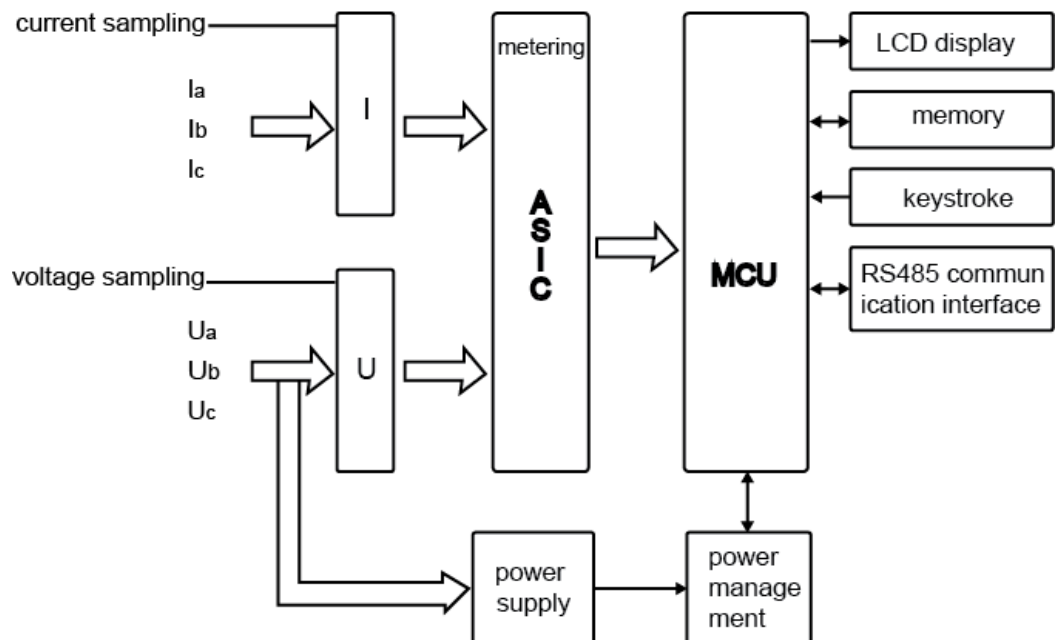 current sampling
Ia
Ib
Ic
I
voltage sampling
Ua
Ub
Uc
U
metering
A
S
I
C
MCU
LCD display
memory
keystroke
RS485 commun
ication interface
power
supply
power
manage
ment